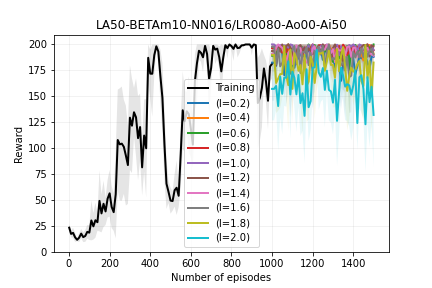 LA50-BETAm10-NN016/LR0080-Ao00-Ai50
200
175
150
125
100
75
50
25
0
Reward
Training
(l=0.2)
(l=0.4)
(l=0.6)
(l=0.8)
(l=1.0)
(l=1.2)
(l=1.4)
(l=1.6)
(l=1.8)
(l=2.0)
0 200 400 600 800 1000 1200 1400
Number of episodes